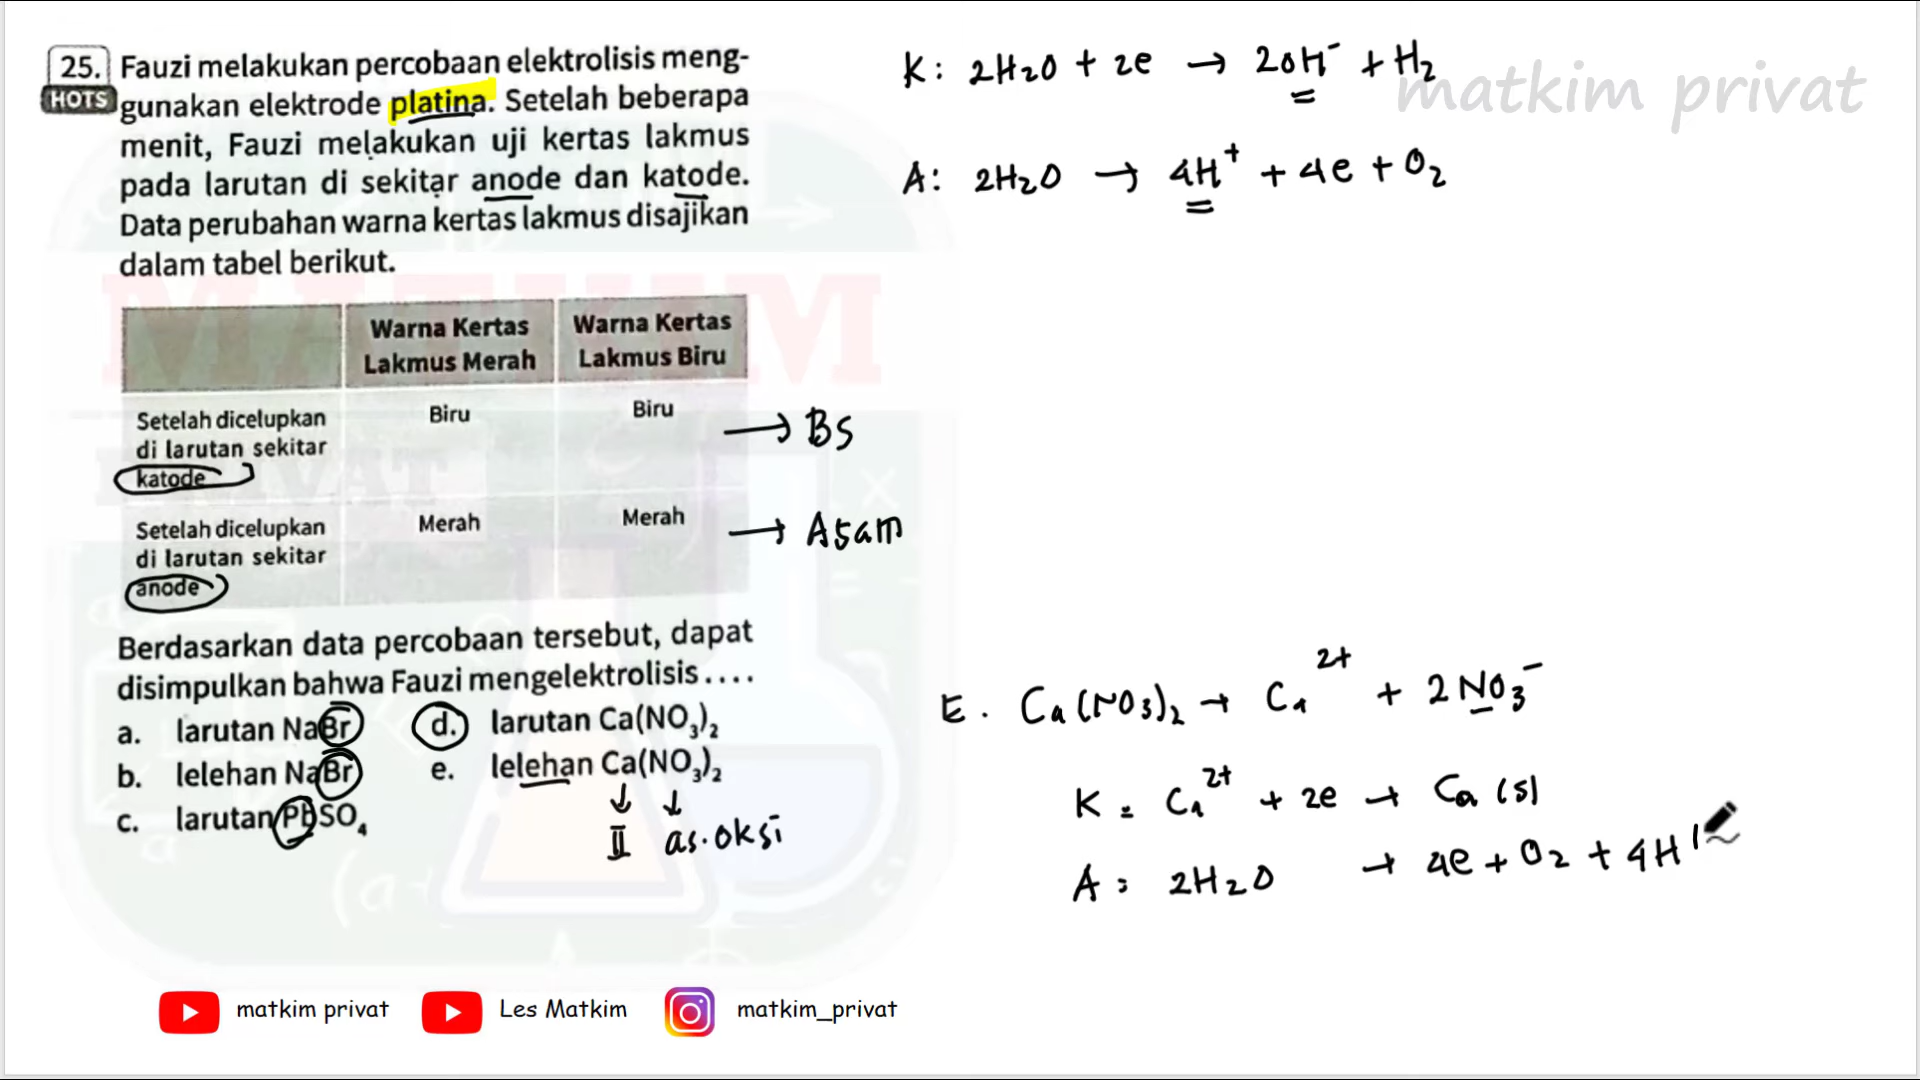 25. Fauzi melakukan percobaan elektrolisis meng-
HOTS gunakan elektrode platina. Setelah beberapa
menit, Fauzi melakukan uji kertas lakmus
pada larutan di sekitar anode dan katode.
Data perubahan warna kertas lakmus disajikan
dalam tabel berikut.
Warna Kertas Lakmus Merah
Warna Kertas Lakmus Biru
Setelah dicelupkan
di larutan sekitar
katode
Biru
Biru
→ Bs
Setelah dicelupkan
di larutan sekitar
anode
Merah
Merah
→ Asam
Berdasarkan data percobaan tersebut, dapat
disimpulkan bahwa Fauzi mengelektrolisis ....
a. larutan NaBr
b. lelehan NaBr
c. larutan PbSO₄
d. larutan Ca(NO₃)₂
e. lelehan Ca(NO₃)₂
↓ ↓
II as.oksi
K: 2H₂O + 2e → 2OH⁻ + H₂
matkim privat
A: 2H₂O → 4H⁺ + 4e + O₂
E. Ca(NO₃)₂ → Ca²⁺ + 2NO₃⁻
K = Ca²⁺ + 2e → Ca (s)
A = 2H₂O → 4e + O₂ + 4H
MATKIM
PRIVAT
matkim privat
Les Matkim
matkim_privat